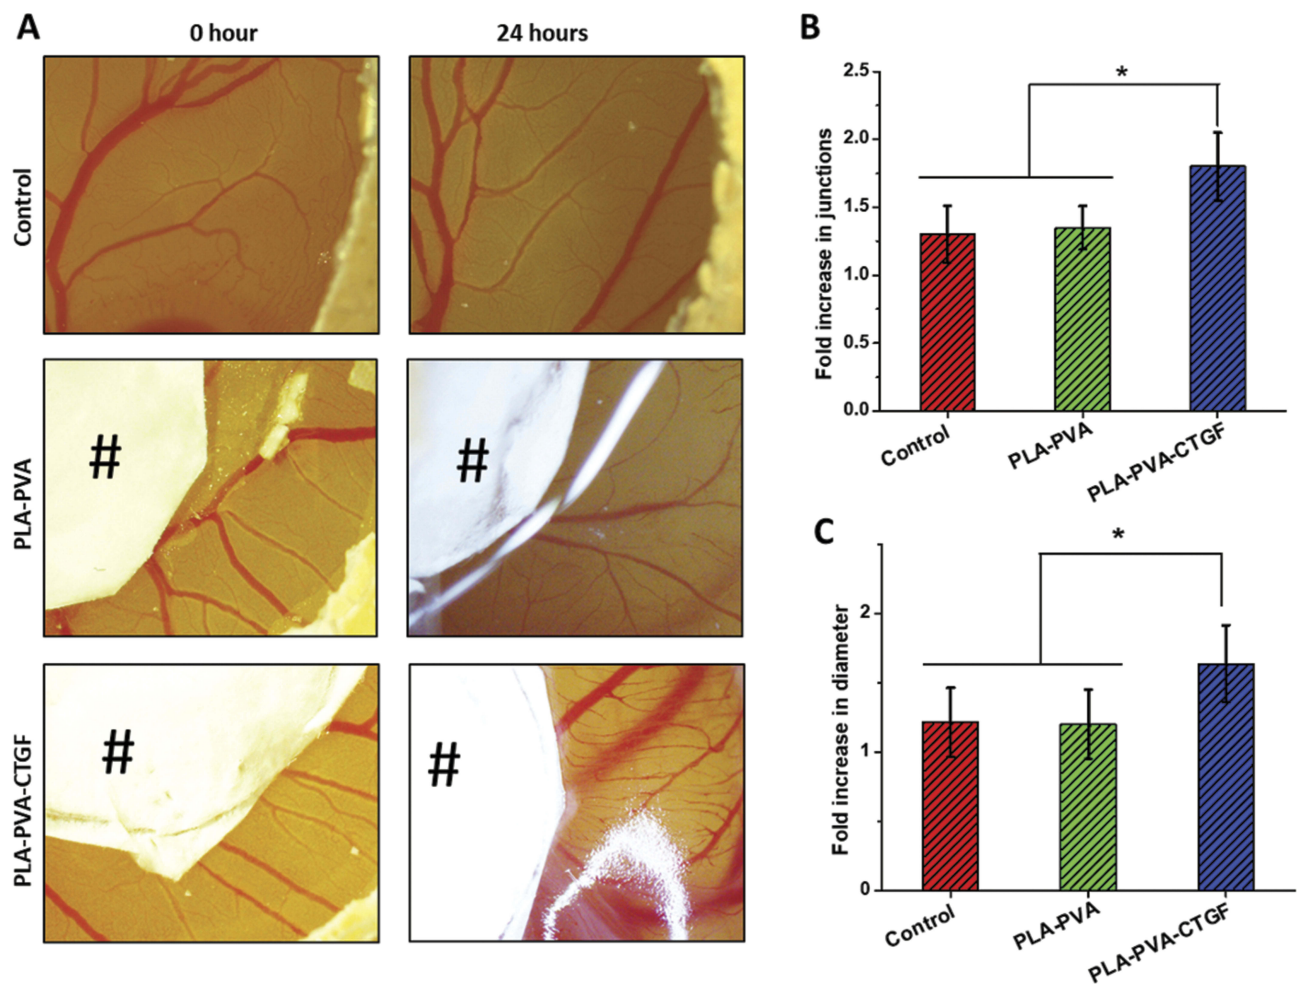 A
0 hour
24 hours
Control
PLA-PVA
#
#
PLA-PVA-CTGF
#
#
B
*
Fold increase in junctions
2.5
2.0
1.5
1.0
0.5
0.0
Control
PLA-PVA
PLA-PVA-CTGF
C
*
Fold increase in diameter
2
1
0
Control
PLA-PVA
PLA-PVA-CTGF